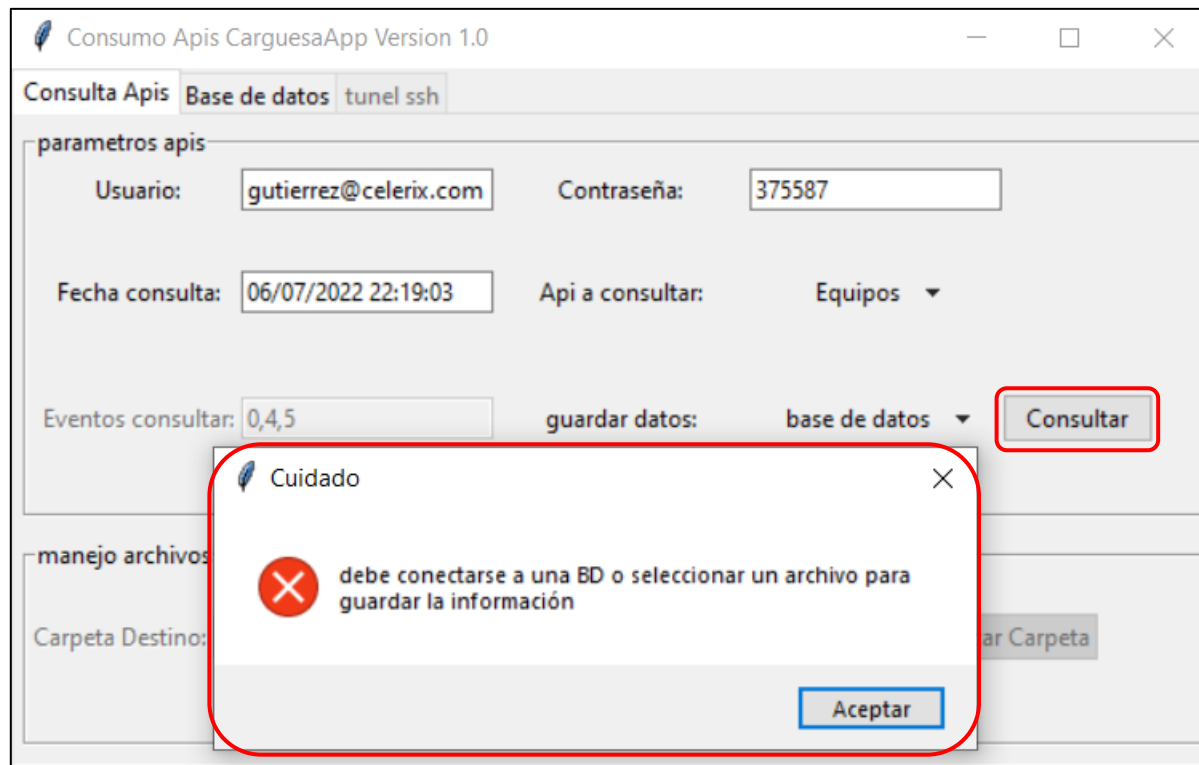 Consumo Apis CarguesaApp Version 1.0
Consulta Apis Base de datos tunel ssh
parametros apis
Usuario: gutierrez@celerix.com Contraseña: 375587
Fecha consulta: 06/07/2022 22:19:03 Api a consultar: Equipos
Eventos consultar: 0,4,5 guardar datos: base de datos Consultar
Cuidado
manejo archivos
debe conectarse a una BD o seleccionar un archivo para
guardar la información
Carpeta Destino: ar Carpeta
Aceptar